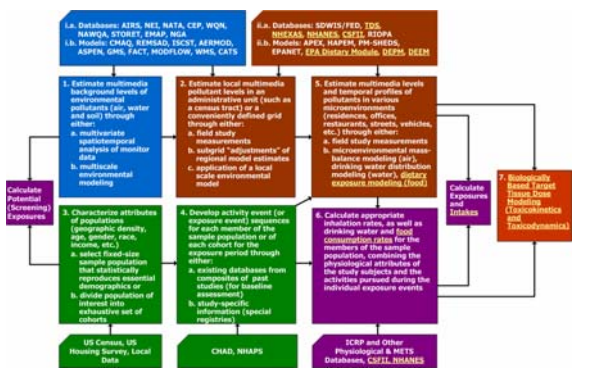 i.a. Databases: AIRS, NEI, NATA, CEP, WQN,
NAWQA, STORET, EMAP, NGA
i.b. Models: CMAQ, REMSAD, ISCST, AERMOD,
ASPEN, GMS, FACT, MODFLOW, WMS, CATS
ii.a. Databases: SDWIS/FED, TDS,
NHEXAS, NHANES, CSFII, RIOPA
ii.b. Models: APEX, HAPEM, PM-SHEDS,
EPANET, EPA Dietary Module, DEPM, DEEM
1. Estimate multimedia
background levels of
environmental
pollutants (air, water
and soil) through
either:
a. multivariate
spatiotemporal
analysis of monitor
data
b. multiscale
environmental
modeling
2. Estimate local multimedia
pollutant levels in an
administrative unit (such
as a census tract) or a
conveniently defined grid
through either:
a. field study
measurements
b. subgrid "adjustments" of
regional model estimates
c. application of a local
scale environmental
model
5. Estimate multimedia levels
and temporal profiles of
pollutants in various
microenvironments
(residences, offices,
restaurants, streets, vehicles,
etc.) through either:
a. field study measurements
b. microenvironmental mass-
balance modeling (air),
drinking water distribution
modeling (water), dietary
exposure modeling (food)
Calculate
Potential
(Screening)
Exposures
Calculate
Exposures
and
Intakes
7. Biologically
Based Target
Tissue Dose
Modeling
(Toxicokinetics
and
Toxicodynamics)
3. Characterize attributes
of populations
(geographic density,
age, gender, race,
income, etc.)
a. select fixed-size
sample population
that statistically
reproduces essential
demographics or
b. divide population of
interest into
exhaustive set of
cohorts
4. Develop activity event (or
exposure event) sequences
for each member of the
sample population or of
each cohort for the
exposure period through
either:
a. existing databases from
composites of past
studies (for baseline
assessment)
b. study-specific
information (special
registries)
6. Calculate appropriate
inhalation rates, as well as
drinking water and food
consumption rates for the
members of the sample
population, combining the
physiological attributes of
the study subjects and the
activities pursued during the
individual exposure events
US Census, US
Housing Survey, Local
Data
CHAD, NHAPS
ICRP and Other
Physiological & METS
Databases, CSFII, NHANES